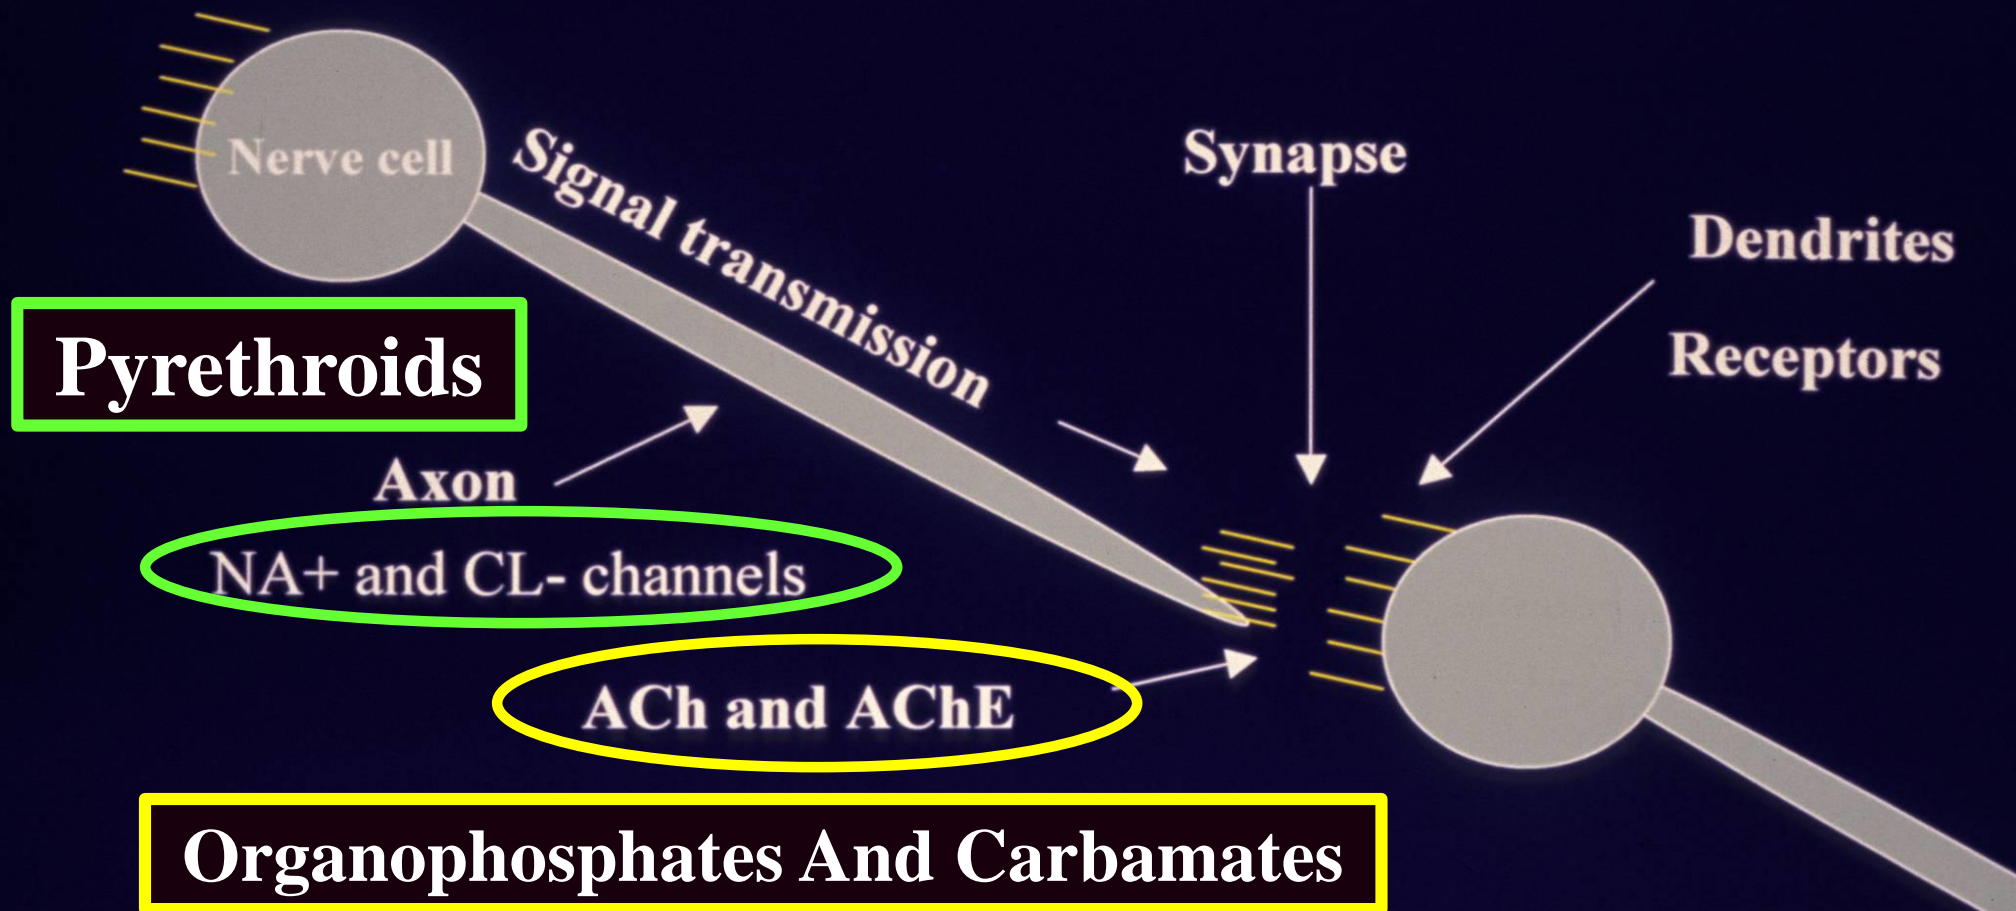 Nerve cell
Signal transmission
Synapse
Dendrites
Receptors
Pyrethroids
Axon
NA+ and CL- channels
ACh and AChE
Organophosphates And Carbamates